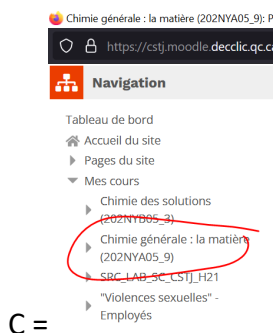 Chimie générale : la matière (202NYA05_9): P
https://cstj.moodle.decclic.qc.ca
Navigation
Tableau de bord
Accueil du site
Pages du site
Mes cours
Chimie des solutions
(202NYB05_3)
Chimie générale : la matière
(202NYA05_9)
SRC_LAB_SC_CSTJ_H21
"Violences sexuelles" -
Employés
C =